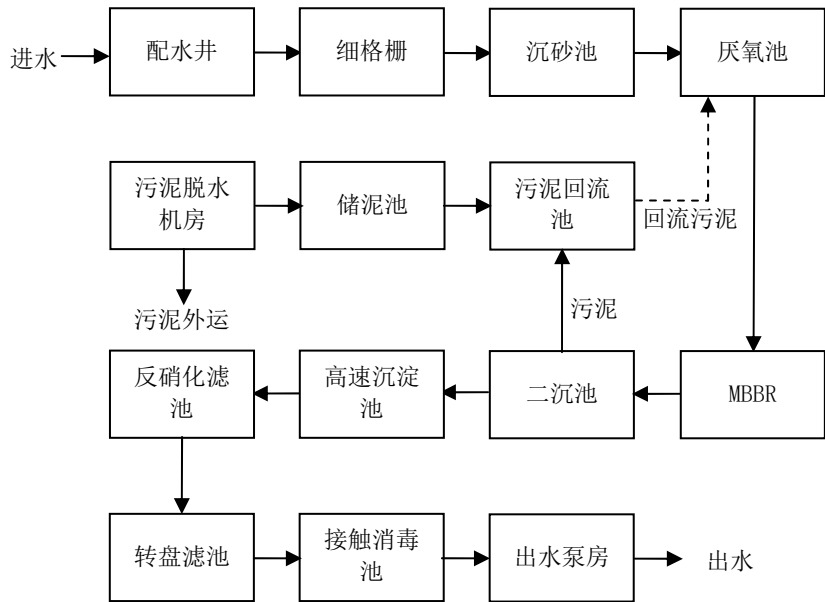 进水
配水井
细格栅
沉砂池
厌氧池
污泥脱水
机房
储泥池
污泥回流
池
回流污泥
污泥外运
污泥
反硝化滤
池
高速沉淀
池
二沉池
MBBR
转盘滤池
接触消毒
池
出水泵房
出水